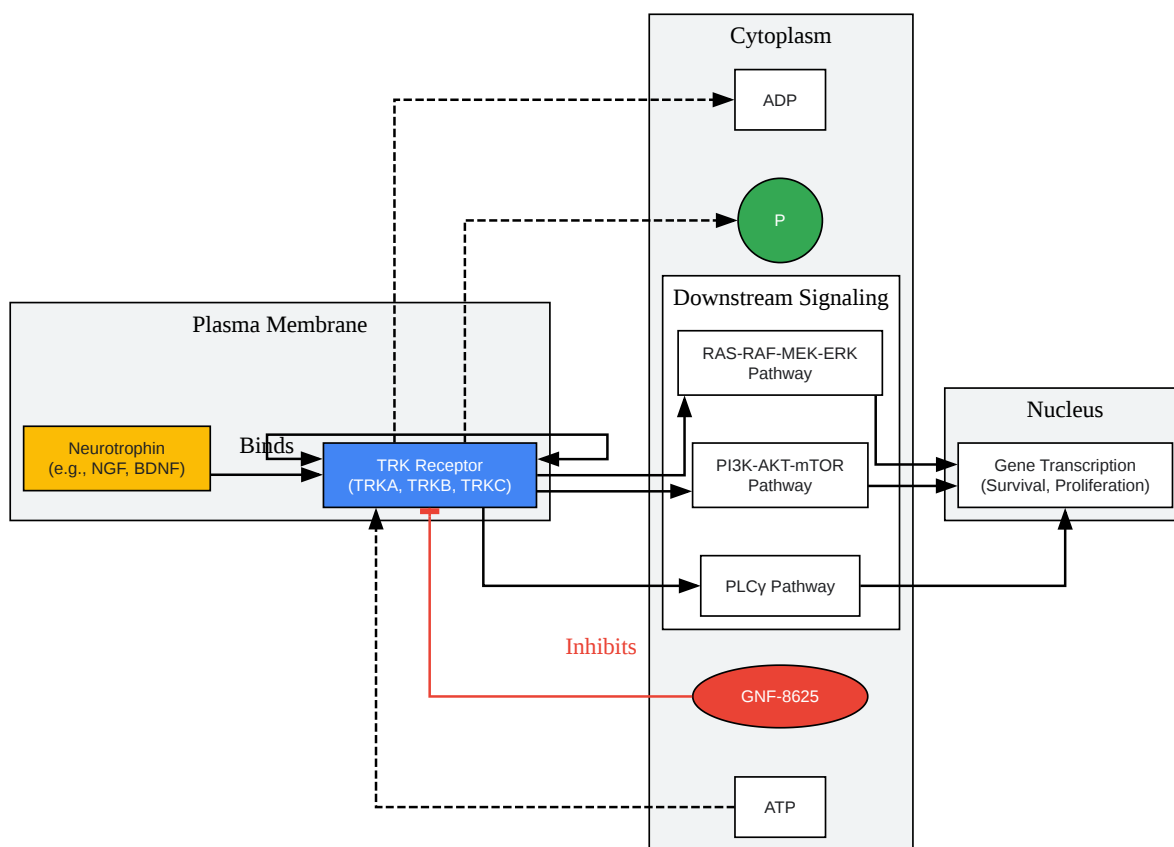 Cytoplasm
ADP
P
Downstream Signaling
Plasma Membrane
RAS-RAF-MEK-ERK
Pathway
Nucleus
Neurotrophin
(e.g., NGF, BDNF)
Binds
TRK Receptor
(TRKA, TRKB, TRKC)
PI3K-AKT-mTOR
Pathway
Gene Transcription
(Survival, Proliferation)
PLCγ Pathway
Inhibits
GNF-8625
ATP